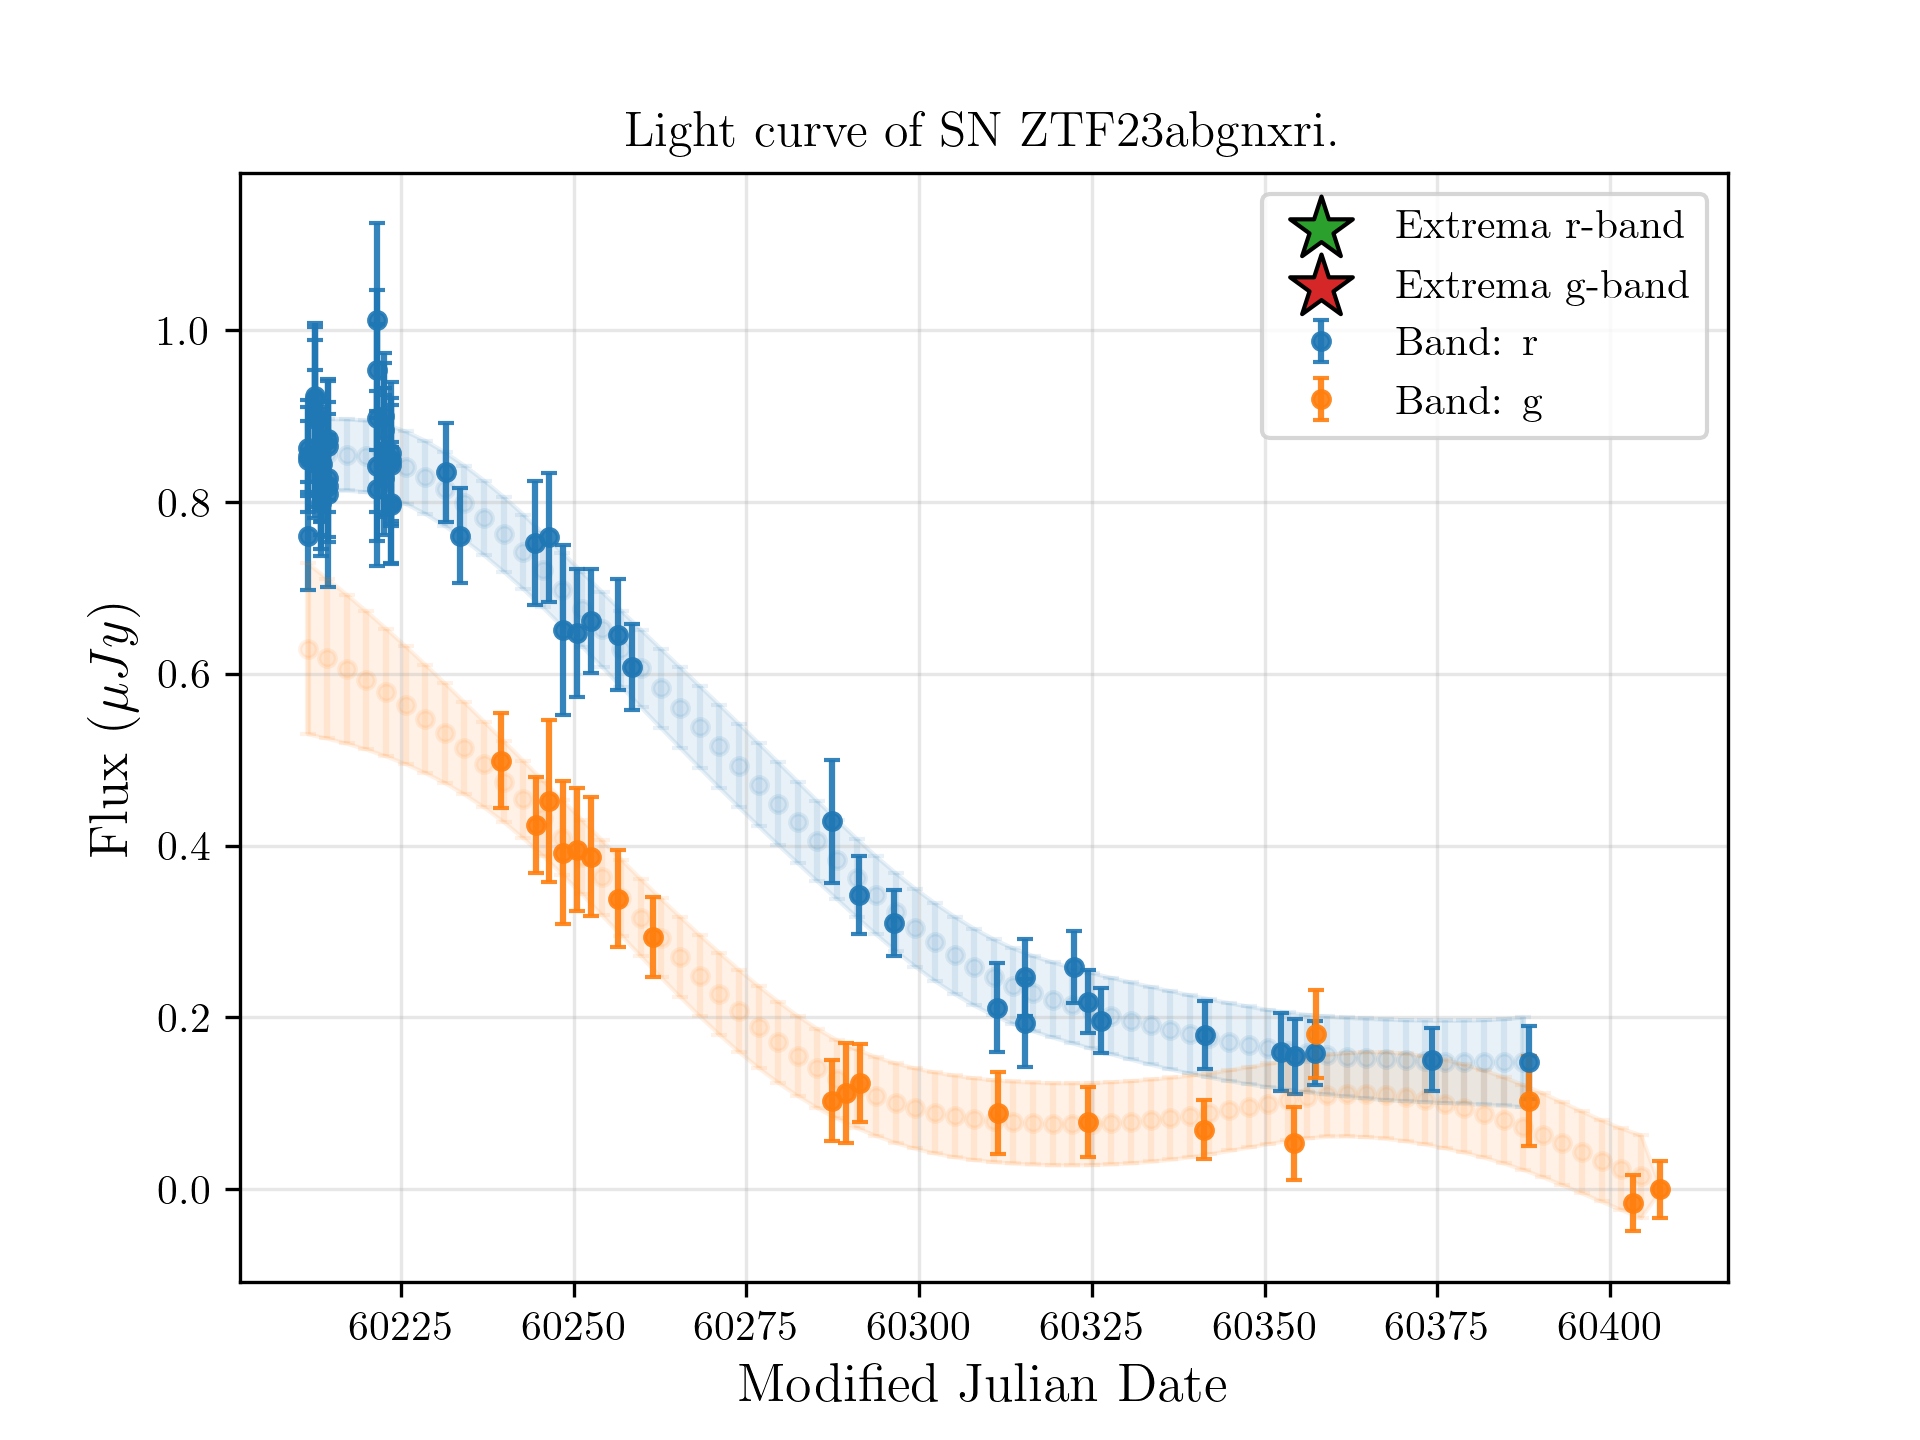 Light curve of SN ZTF23abgnxri.
Extrema r-band
Extrema g-band
Band: r
Band: g
Flux (μJy)
1.0
0.8
0.6
0.4
0.2
0.0
60225 60250 60275 60300 60325 60350 60375 60400
Modified Julian Date